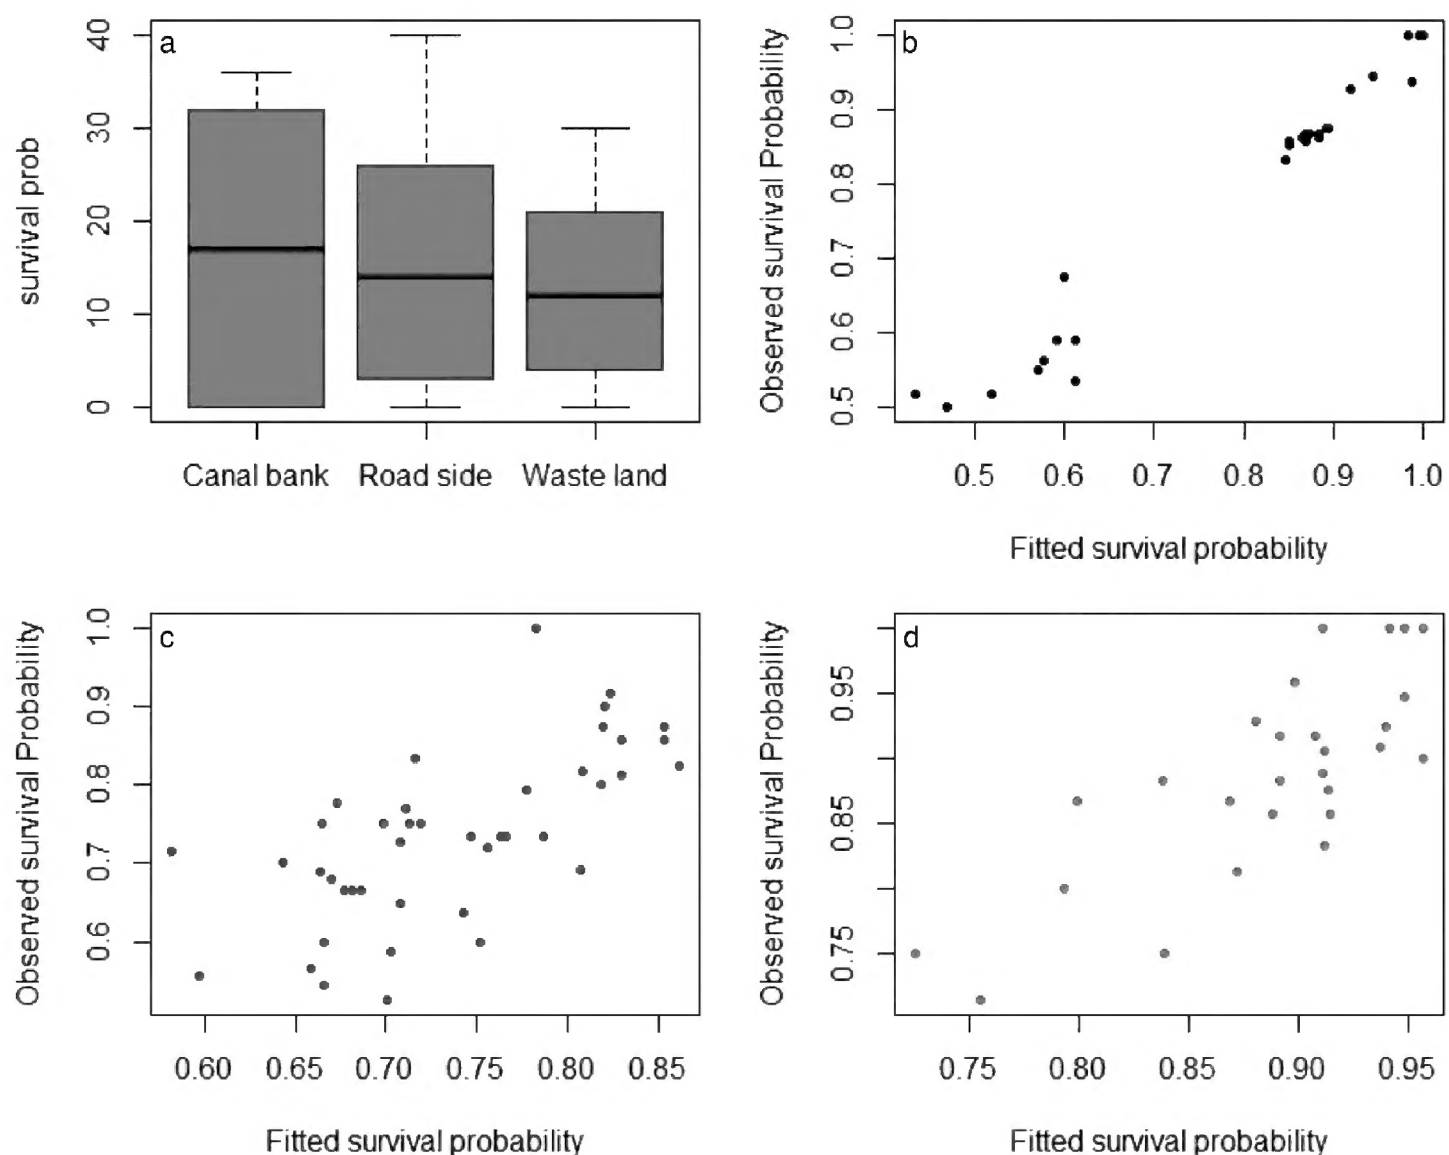 a
survival prob
40
30
20
10
0
Canal bank Road side Waste land
b
Observed survival Probability
1.0
0.9
0.8
0.7
0.6
0.5
0.5 0.6 0.7 0.8 0.9 1.0
Fitted survival probability
c
Observed survival Probability
1.0
0.9
0.8
0.7
0.6
0.60 0.65 0.70 0.75 0.80 0.85
Fitted survival probability
d
Observed survival Probability
0.95
0.85
0.75
0.75 0.80 0.85 0.90 0.95
Fitted survival probability